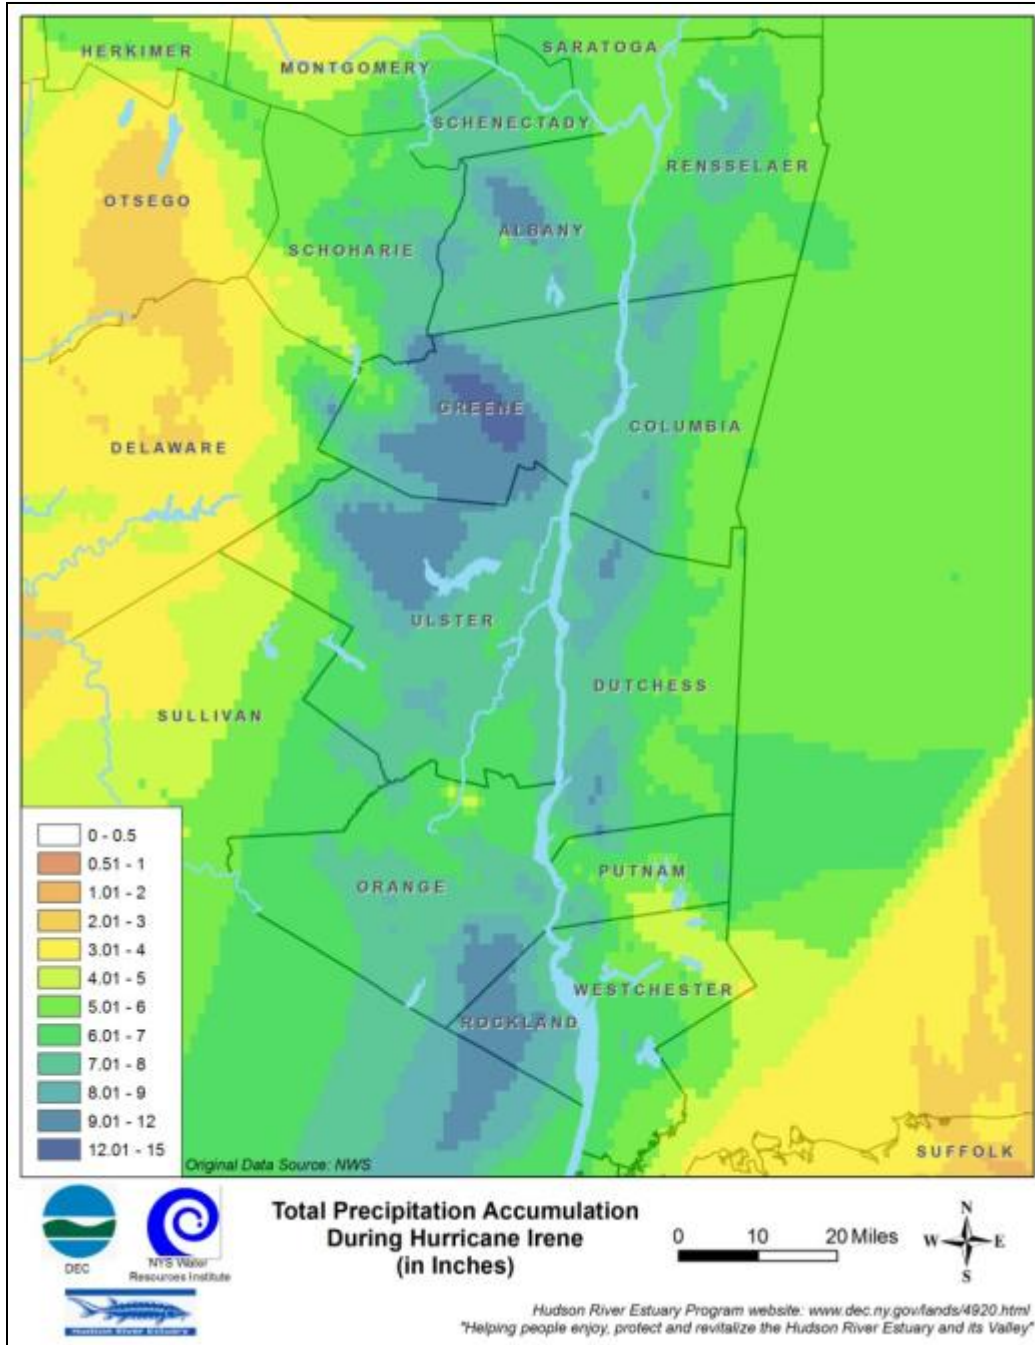 HERKIMER
MONTGOMERY
SARATOGA
SCHENECTADY
RENSSELAER
OTSEGO
SCHOHARIE
ALBANY
GREENE
COLUMBIA
DELAWARE
ULSTER
DUTCHESS
SULLIVAN
ORANGE
PUTNAM
WESTCHESTER
ROCKLAND
SUFFOLK
0 - 0.5
0.51 - 1
1.01 - 2
2.01 - 3
3.01 - 4
4.01 - 5
5.01 - 6
6.01 - 7
7.01 - 8
8.01 - 9
9.01 - 12
12.01 - 15
Original Data Source: NWS
DEC
NYS Water
Resources Institute
Hudson River Estuary
Total Precipitation Accumulation
During Hurricane Irene
(in Inches)
0 10 20 Miles
N
W E
S
Hudson River Estuary Program website: www.dec.ny.gov/lands/4920.html
"Helping people enjoy, protect and revitalize the Hudson River Estuary and its Valley"